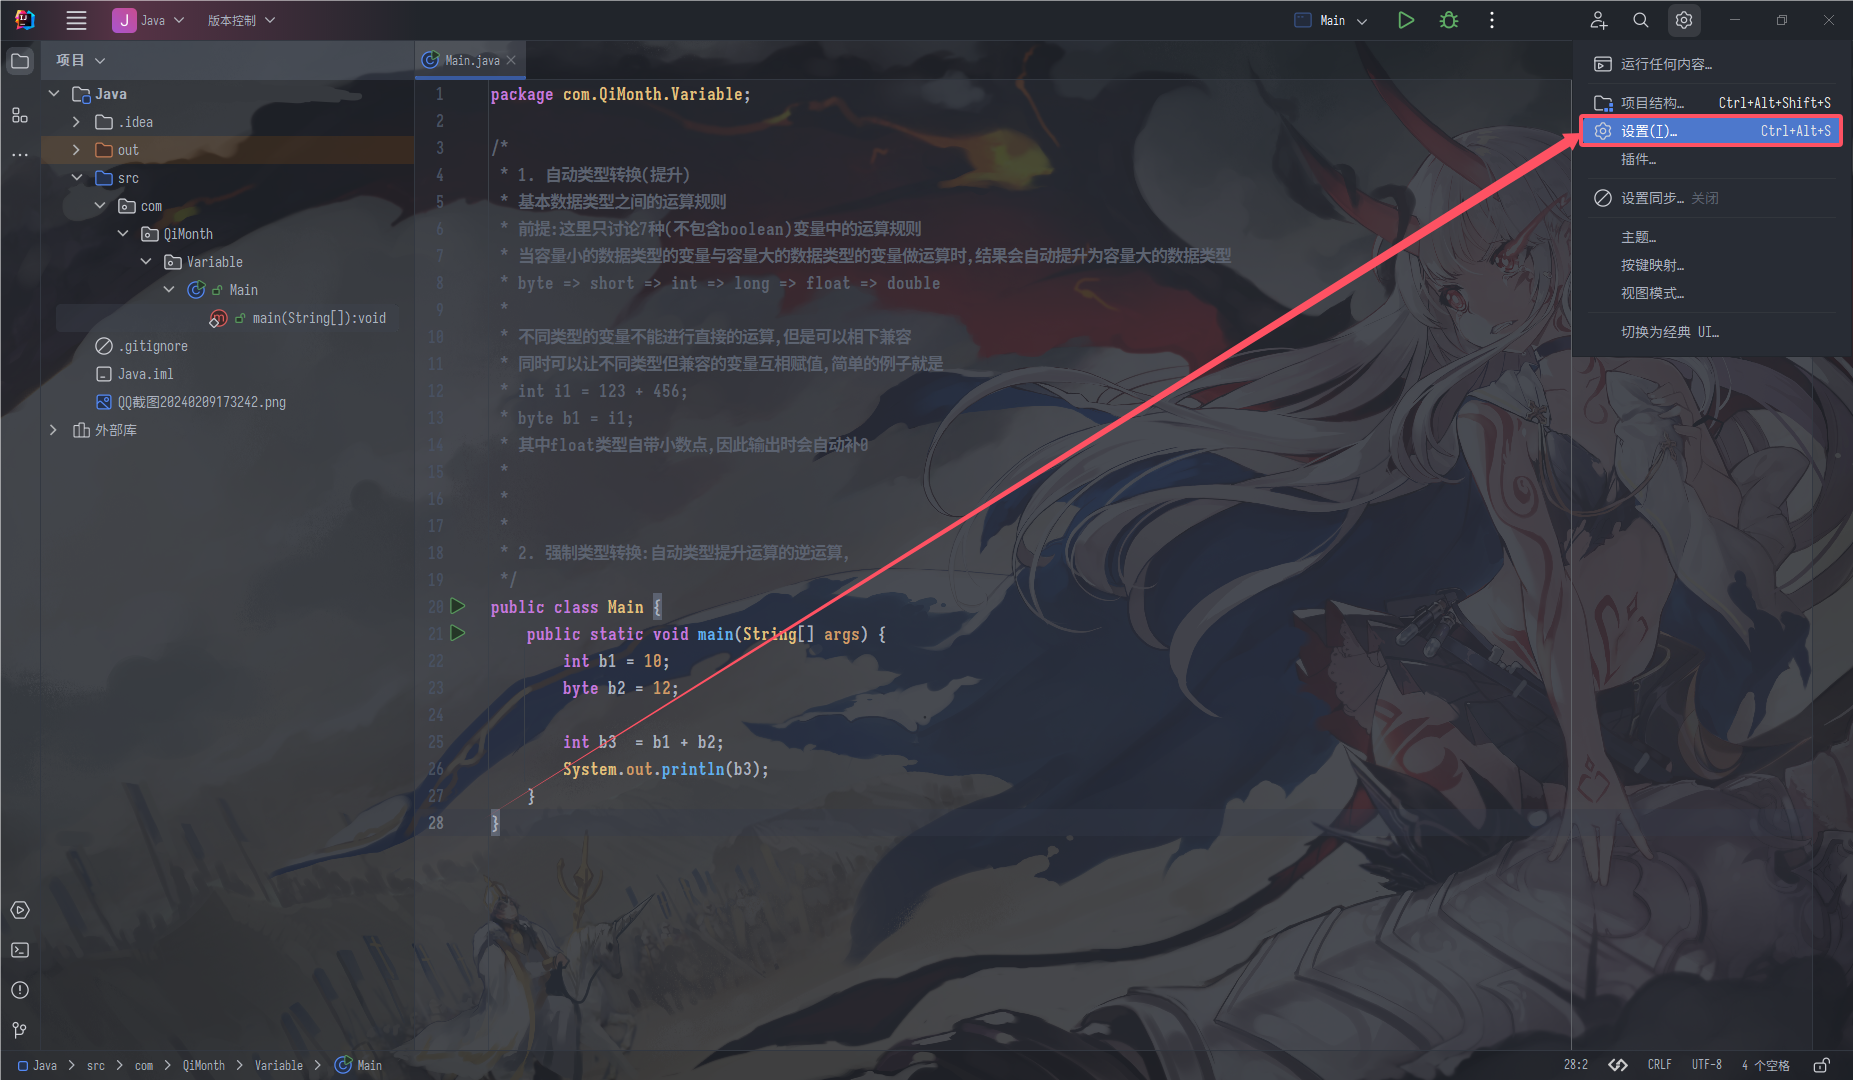 J Java 版本控制 Main
项目
Main.java
运行任何内容…
项目结构… Ctrl+Alt+Shift+S
设置(T)… Ctrl+Alt+S
插件…
设置同步… 关闭
主题…
按键映射…
视图模式…
切换为经典 UI…
Java
.idea
out
src
com
QiMonth
Variable
Main
main(String[]):void
.gitignore
Java.iml
QQ截图20240209173242.png
外部库
1 package com.QiMonth.Variable;
2
3 /*
4 * 1. 自动类型转换(提升)
5 * 基本数据类型之间的运算规则
6 * 前提:这里只讨论7种(不包含boolean)变量中的运算规则
7 * 当容量小的数据类型的变量与容量大的数据类型的变量做运算时,结果会自动提升为容量大的数据类型
8 * byte => short => int => long => float => double
9 *
10 * 不同类型的变量不能进行直接的运算,但是可以相下兼容
11 * 同时可以让不同类型但兼容的变量互相赋值,简单的例子就是
12 * int i1 = 123 + 456;
13 * byte b1 = i1;
14 * 其中float类型自带小数点,因此输出时会自动补0
15 *
16 *
17 *
18 * 2. 强制类型转换:自动类型提升运算的逆运算,
19 */
20 public class Main {
21 public static void main(String[] args) {
22 int b1 = 10;
23 byte b2 = 12;
24
25 int b3  = b1 + b2;
26 System.out.println(b3);
27 }
28 }
Java > src > com > QiMonth > Variable > Main
28:2 CRLF UTF-8 4 个空格